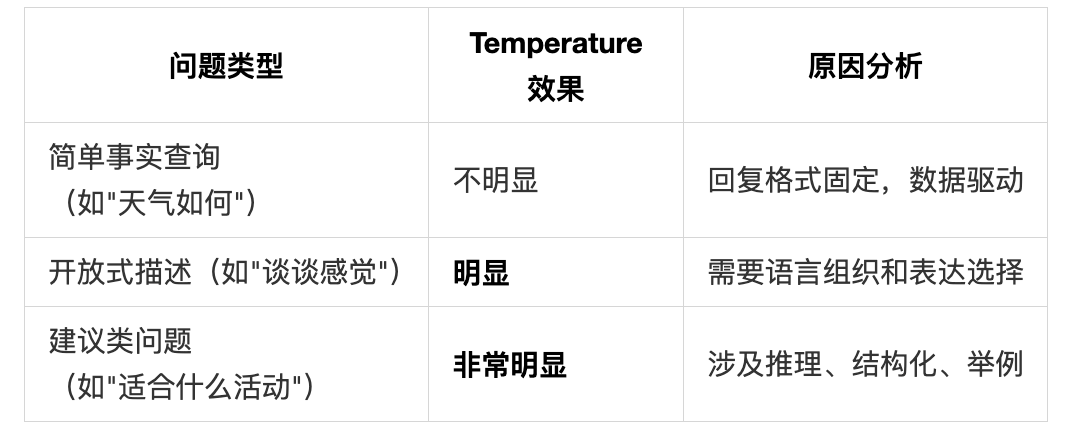 问题类型
Temperature
效果
原因分析
简单事实查询
（如"天气如何"）
不明显
回复格式固定，数据驱动
开放式描述（如"谈谈感觉"）
明显
需要语言组织和表达选择
建议类问题
（如"适合什么活动"）
非常明显
涉及推理、结构化、举例